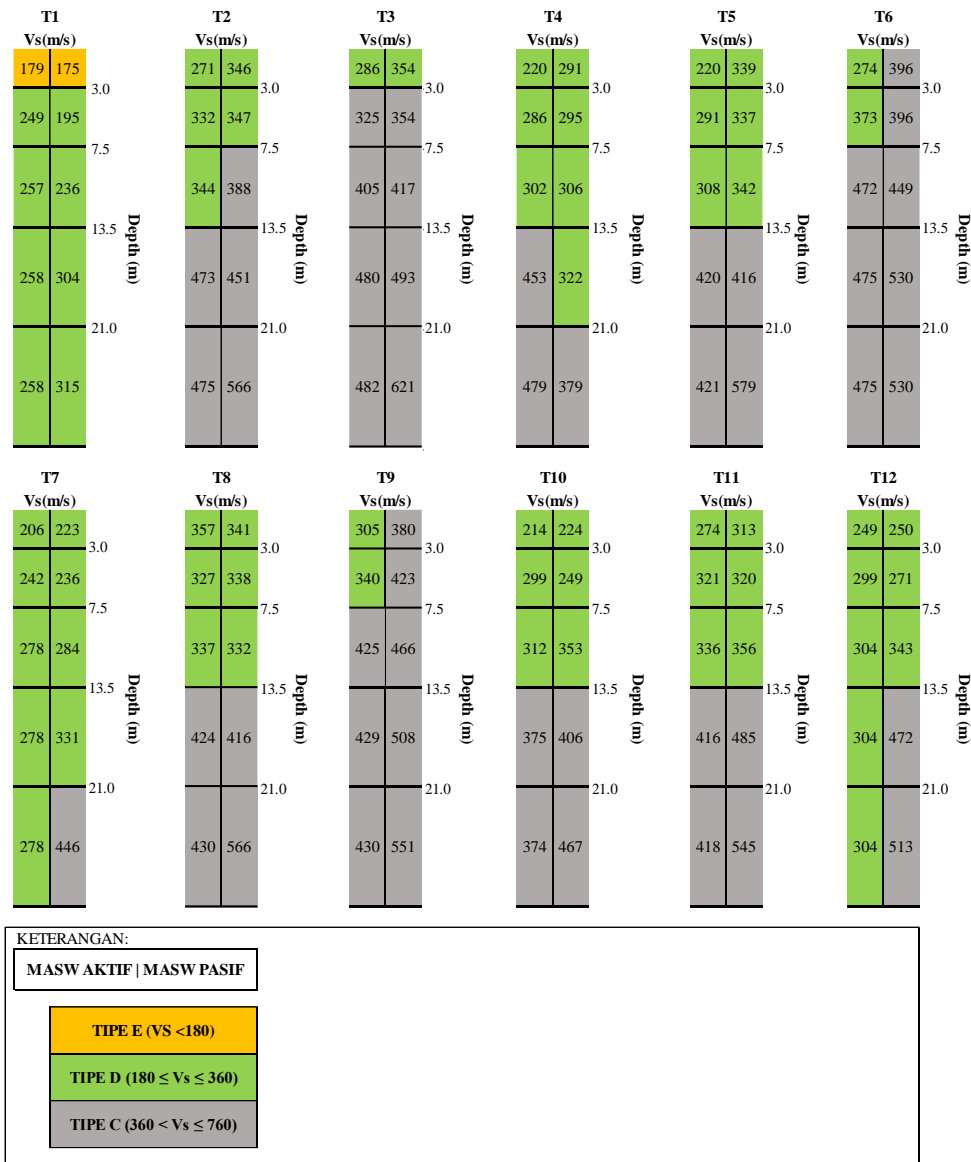 T1 T2 T3 T4 T5 T6
Vs(m/s) Vs(m/s) Vs(m/s) Vs(m/s) Vs(m/s) Vs(m/s)
179 175 271 346 286 354 220 291 220 339 274 396
3.0 3.0 3.0 3.0 3.0 3.0
249 195 332 347 325 354 286 295 291 337 373 396
7.5 7.5 7.5 7.5 7.5 7.5
257 236 344 388 405 417 302 306 308 342 472 449
13.5 13.5 13.5 13.5 13.5 13.5
Depth (m) Depth (m) Depth (m) Depth (m) Depth (m) Depth (m)
258 304 473 451 480 493 453 322 420 416 475 530
21.0 21.0 21.0 21.0 21.0 21.0
258 315 475 566 482 621 479 379 421 579 475 530
T7 T8 T9 T10 T11 T12
Vs(m/s) Vs(m/s) Vs(m/s) Vs(m/s) Vs(m/s) Vs(m/s)
206 223 357 341 305 380 214 224 274 313 249 250
3.0 3.0 3.0 3.0 3.0 3.0
242 236 327 338 340 423 299 249 321 320 299 271
7.5 7.5 7.5 7.5 7.5 7.5
278 284 337 332 425 466 312 353 336 356 304 343
13.5 13.5 13.5 13.5 13.5 13.5
Depth (m) Depth (m) Depth (m) Depth (m) Depth (m) Depth (m)
278 331 424 416 429 508 375 406 416 485 304 472
21.0 21.0 21.0 21.0 21.0 21.0
278 446 430 566 430 551 374 467 418 545 304 513
KETERANGAN:
MASW AKTIF | MASW PASIF
TIPE E (VS <180)
TIPE D (180 ≤ Vs ≤ 360)
TIPE C (360 < Vs ≤ 760)